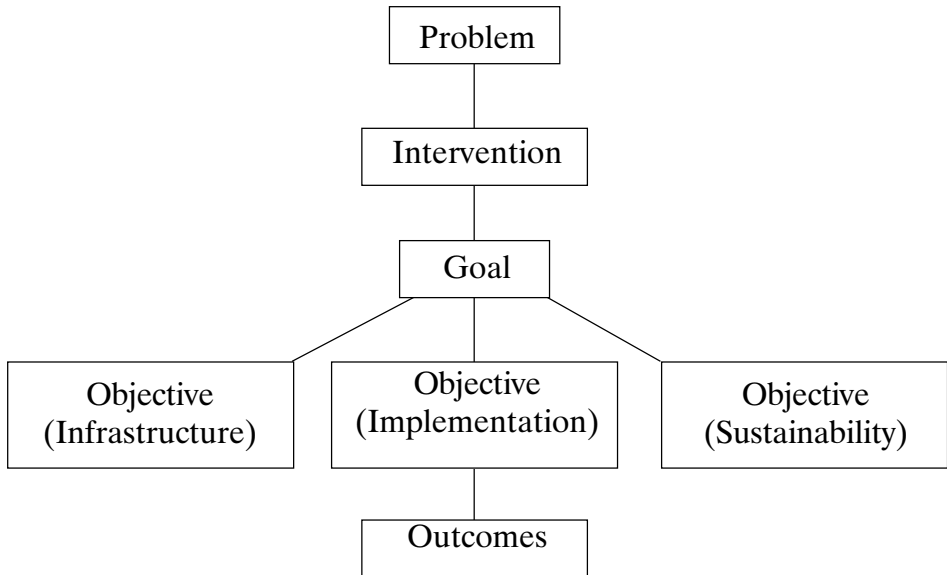 Problem
Intervention
Goal
Objective
(Infrastructure)
Objective
(Implementation)
Objective
(Sustainability)
Outcomes